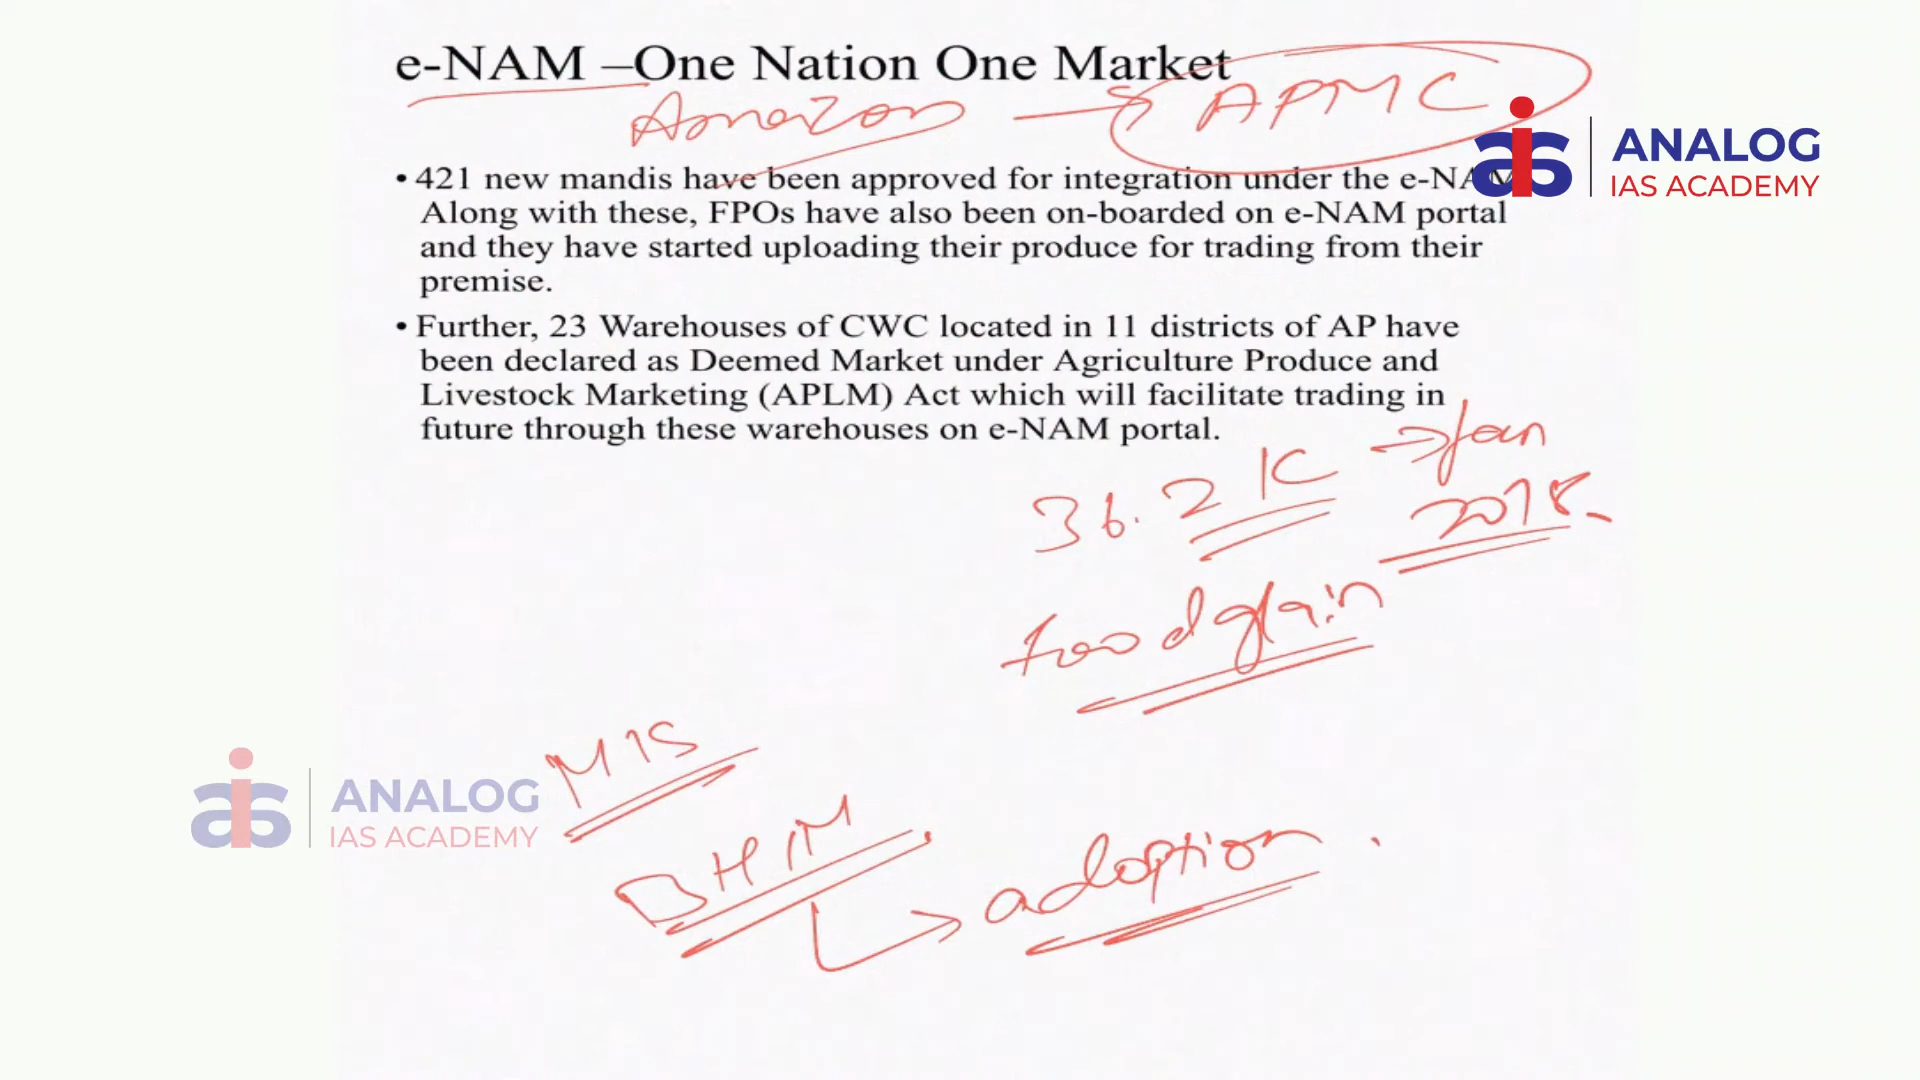 e-NAM –One Nation One Market
Amazon → APMC
ANALOG
IAS ACADEMY
• 421 new mandis have been approved for integration under the e-NAM
Along with these, FPOs have also been on-boarded on e-NAM portal
and they have started uploading their produce for trading from their
premise.
• Further, 23 Warehouses of CWC located in 11 districts of AP have
been declared as Deemed Market under Agriculture Produce and
Livestock Marketing (APLM) Act which will facilitate trading in
future through these warehouses on e-NAM portal.
36.2 → Jan
2018
foodgrain
MIS
ANALOG
IAS ACADEMY
BHIM
→ adoption